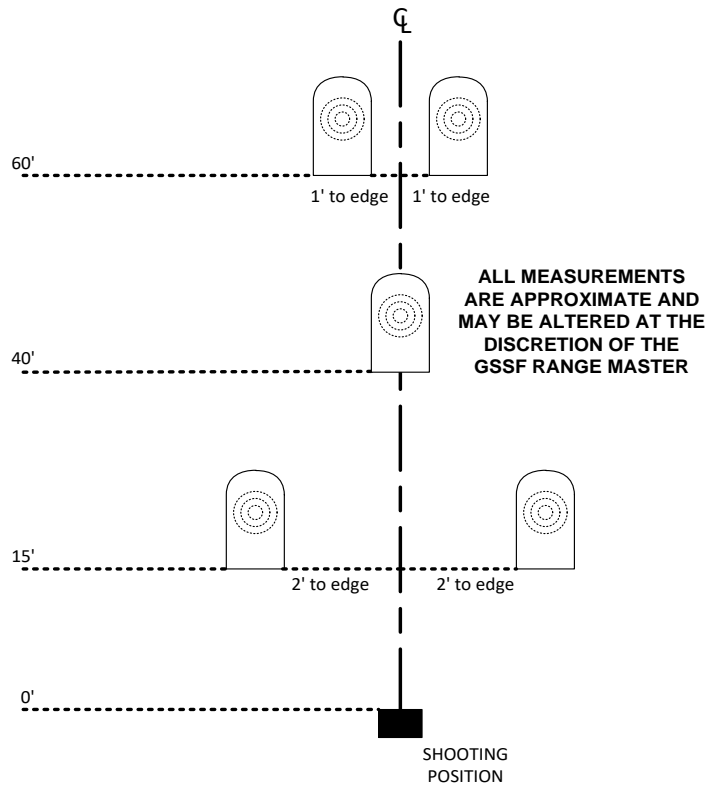 ℄
60'
1' to edge 1' to edge
ALL MEASUREMENTS
ARE APPROXIMATE AND
MAY BE ALTERED AT THE
DISCRETION OF THE
GSSF RANGE MASTER
40'
15'
2' to edge 2' to edge
0'
SHOOTING
POSITION